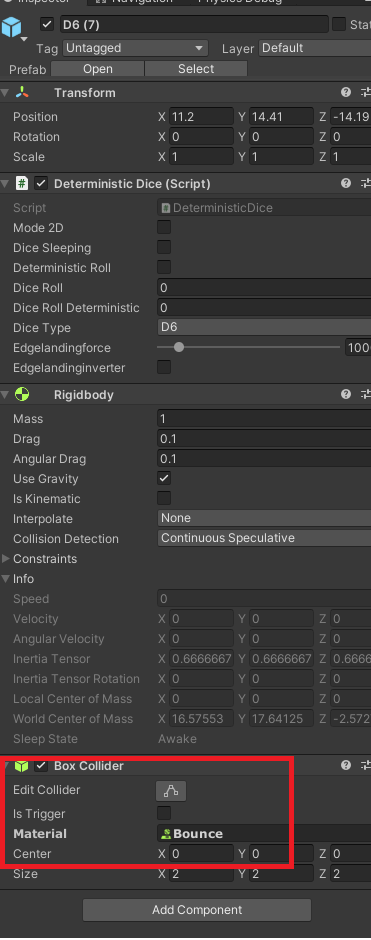 Inspector Navigation Physics Debug
D6 (7) Stat
Tag Untagged Layer Default
Prefab Open Select
Transform
Position X 11.2 Y 14.41 Z -14.19
Rotation X 0 Y 0 Z 0
Scale X 1 Y 1 Z 1
# Deterministic Dice (Script)
Script # DeterministicDice
Mode 2D
Dice Sleeping
Deterministic Roll
Dice Roll 0
Dice Roll Deterministic 0
Dice Type D6
Edgelandingforce 100
Edgelandinginverter
Rigidbody
Mass 1
Drag 0.1
Angular Drag 0.1
Use Gravity
Is Kinematic
Interpolate None
Collision Detection Continuous Speculative
Constraints
Info
Speed 0
Velocity X 0 Y 0 Z 0
Angular Velocity X 0 Y 0 Z 0
Inertia Tensor X 0.6666667 Y 0.6666667 Z 0.6666
Inertia Tensor Rotation X 0 Y 0 Z 0
Local Center of Mass X 0 Y 0 Z 0
World Center of Mass X 16.57553 Y 17.64125 Z -2.572
Sleep State Awake
Box Collider
Edit Collider
Is Trigger
Material Bounce
Center X 0 Y 0 Z 0
Size X 2 Y 2 Z 2
Add Component